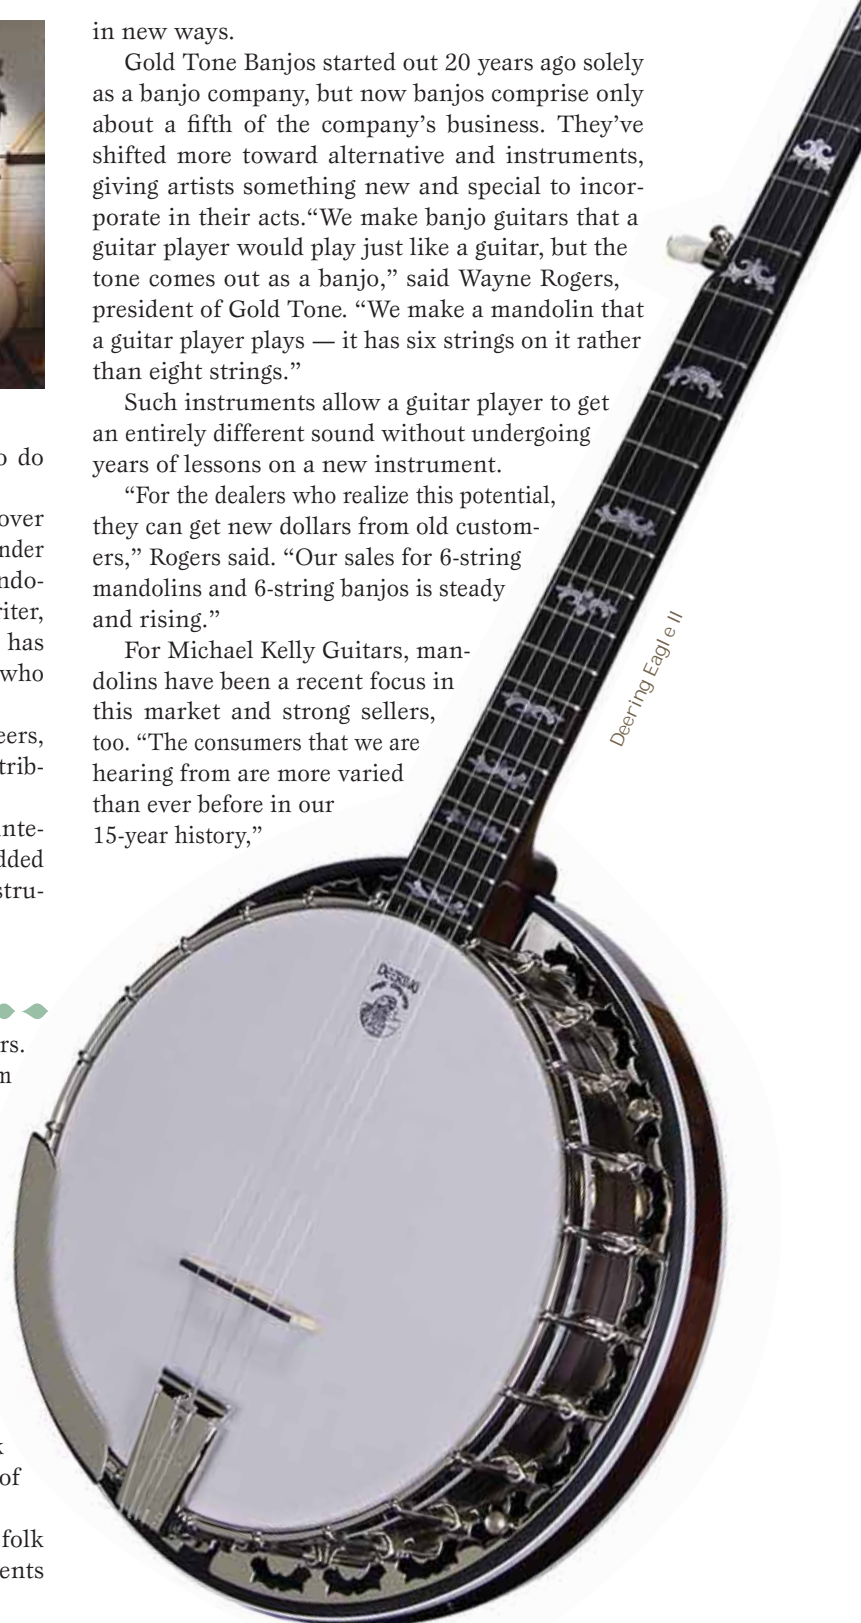 o do
over
nder
ndo-
riter,
has
who
eers,
trib-
nte-
dded
stru-
rs.
n
k
of
folk
ents
in new ways.
Gold Tone Banjos started out 20 years ago solely
as a banjo company, but now banjos comprise only
about a fifth of the company’s business. They’ve
shifted more toward alternative and instruments,
giving artists something new and special to incor-
porate in their acts.“We make banjo guitars that a
guitar player would play just like a guitar, but the
tone comes out as a banjo,” said Wayne Rogers,
president of Gold Tone. “We make a mandolin that
a guitar player plays — it has six strings on it rather
than eight strings.”
Such instruments allow a guitar player to get
an entirely different sound without undergoing
years of lessons on a new instrument.
“For the dealers who realize this potential,
they can get new dollars from old custom-
ers,” Rogers said. “Our sales for 6-string
mandolins and 6-string banjos is steady
and rising.”
For Michael Kelly Guitars, man-
dolins have been a recent focus in
this market and strong sellers,
too. “The consumers that we are
hearing from are more varied
than ever before in our
15-year history,”
Deering Eagle II
DEERING